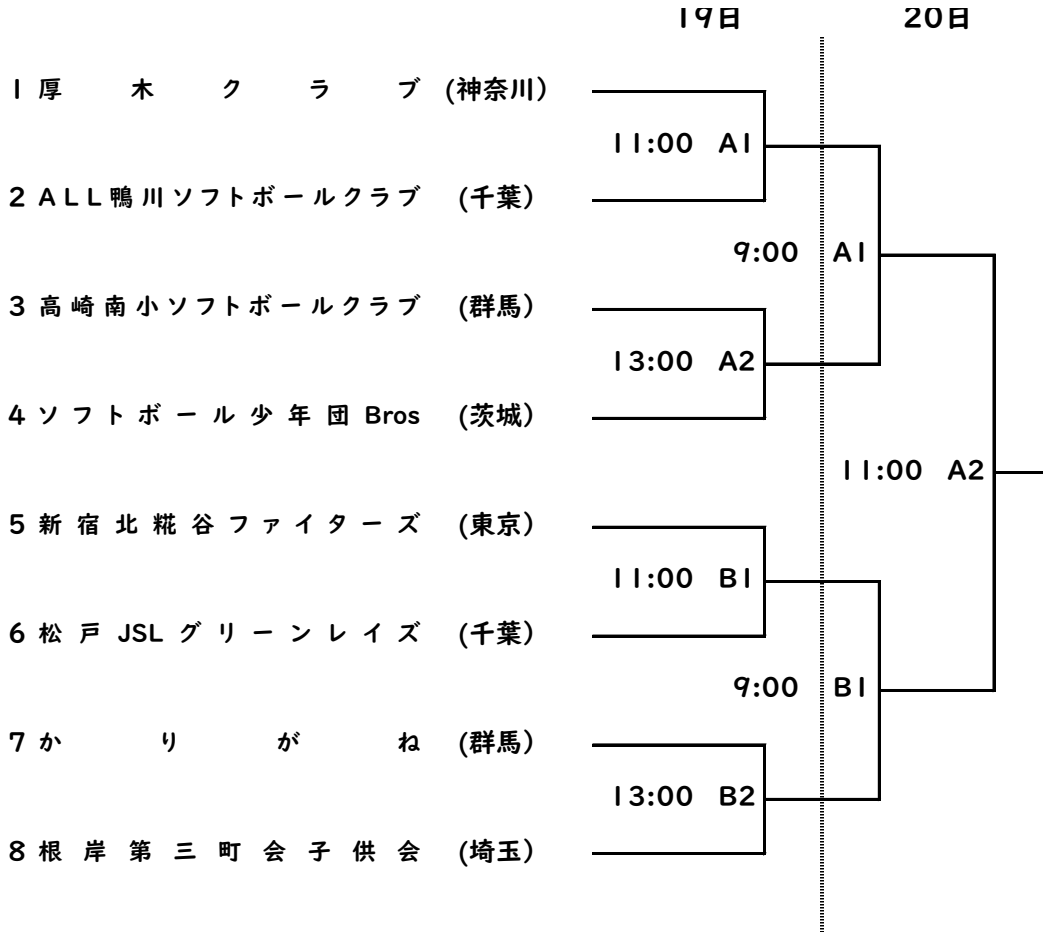 19日 20日
1 厚木クラブ (神奈川)
11:00 A1
2 ALL鴨川ソフトボールクラブ (千葉)
9:00 A1
3 高崎南小ソフトボールクラブ (群馬)
13:00 A2
4 ソフトボール少年団 Bros (茨城)
11:00 A2
5 新宿北糀谷ファイターズ (東京)
11:00 B1
6 松戸 JSL グリーンレイズ (千葉)
9:00 B1
7 かりがね (群馬)
13:00 B2
8 根岸第三町会子供会 (埼玉)